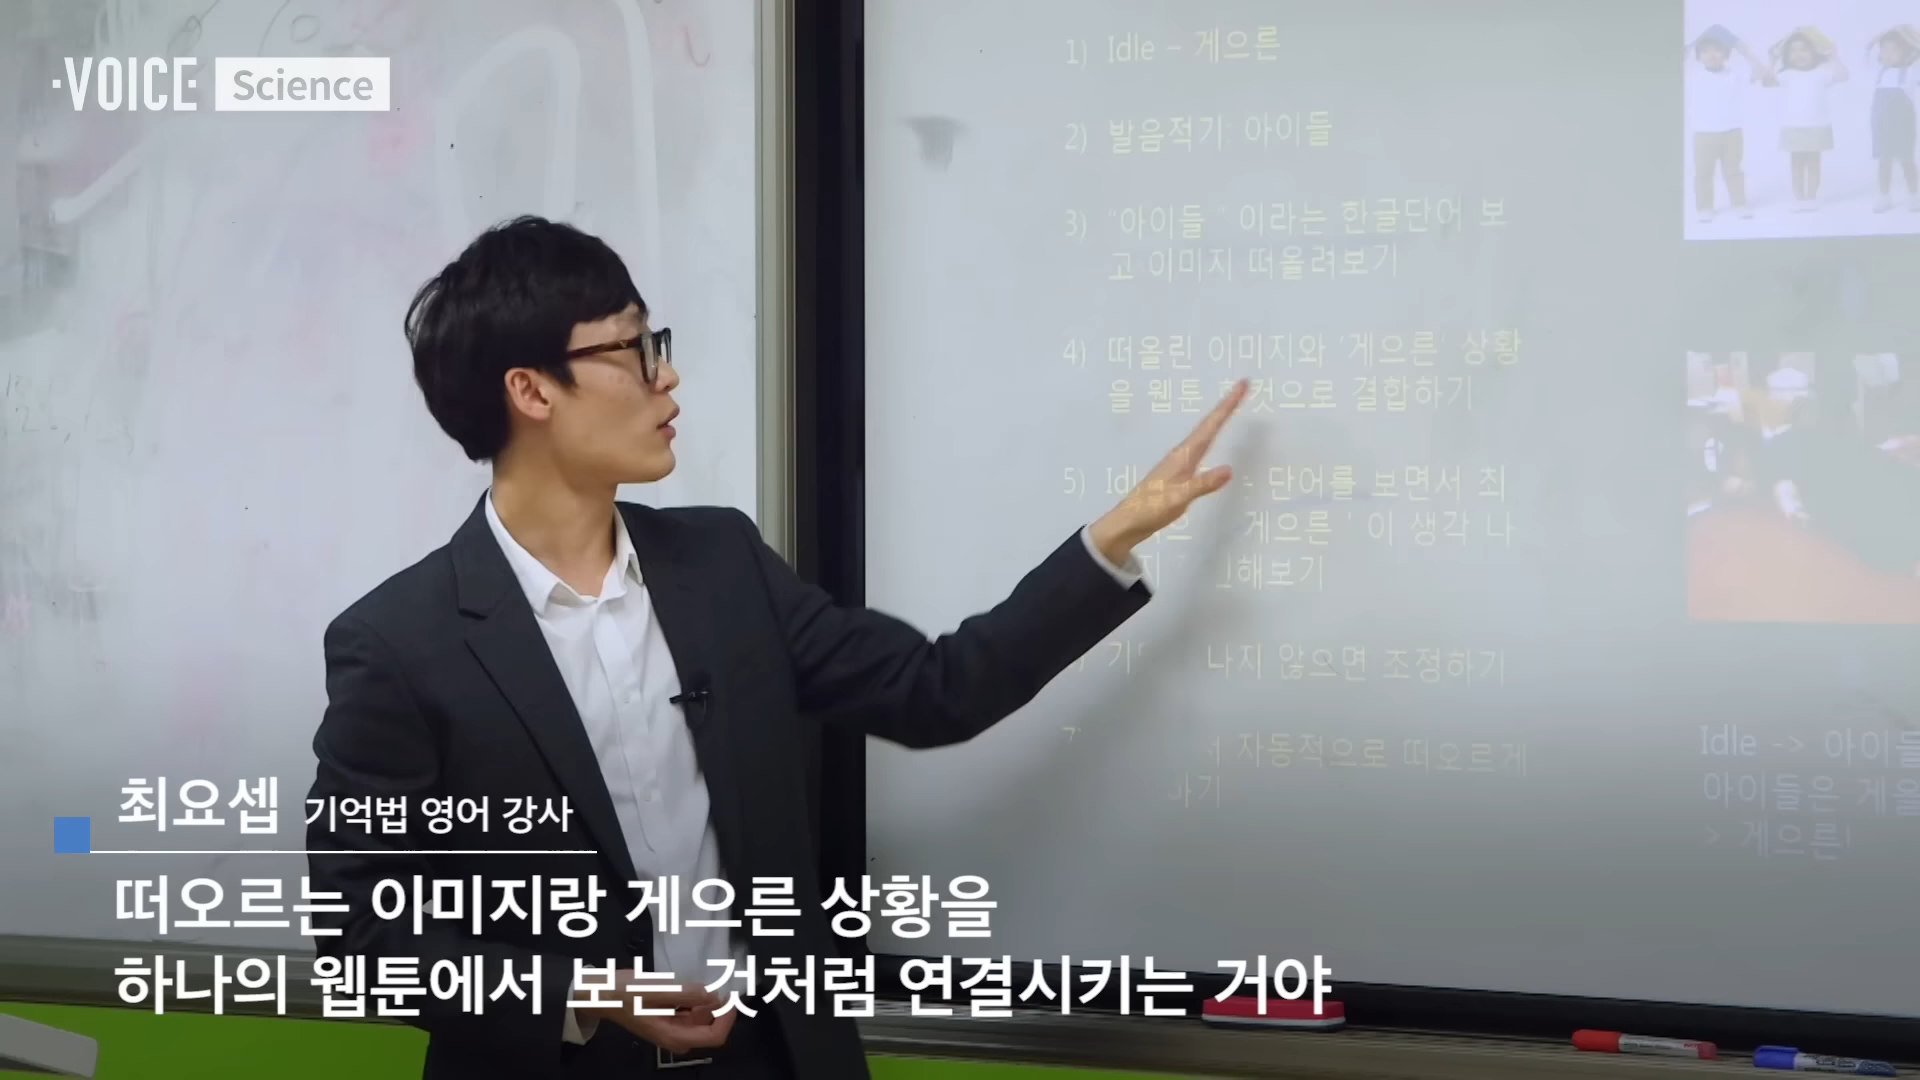 ·VOICE Science
1) Idle – 게으른
2) 발음적기: 아이들
3) "아이들 " 이라는 한글단어 보
고 이미지 떠올려보기
4) 떠올린 이미지와 '게으른' 상황
을 웹툰 컷으로 결합하기
5) 단어를 보면서 최
게으른 ' 이 생각 나
해보기
나지 않으면 조정하기
자동적으로 떠오르게
Idle -> 아이들
아이들은
> 게으른!
최요셉 기억법 영어 강사
떠오르는 이미지랑 게으른 상황을
하나의 웹툰에서 보는 것처럼 연결시키는 거야